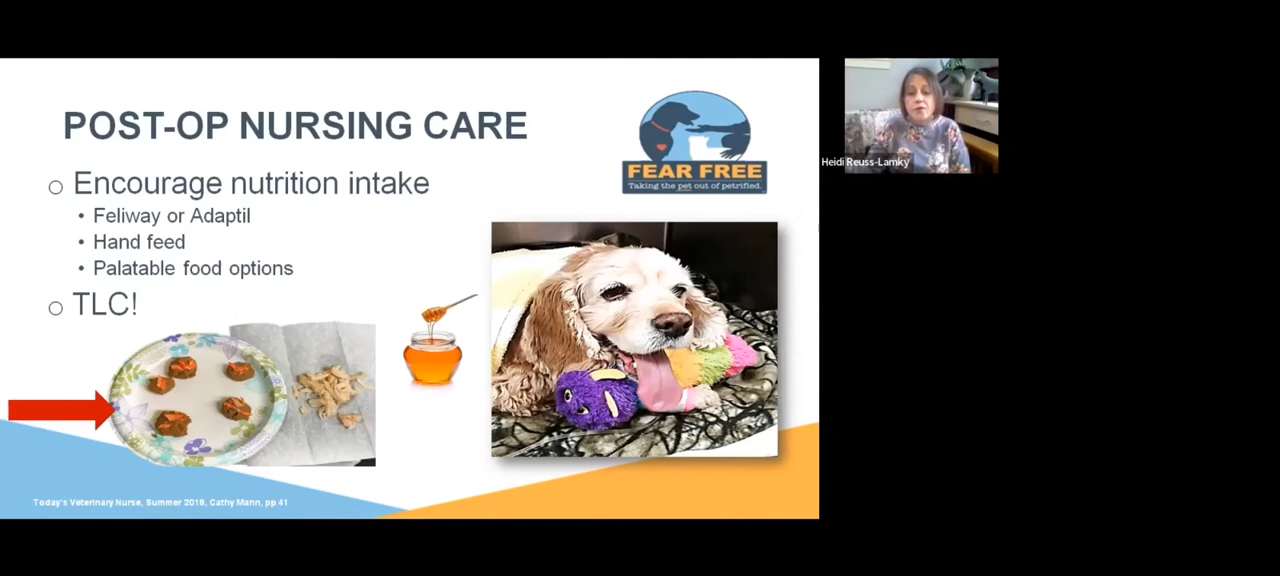 POST-OP NURSING CARE
FEAR FREE
Taking the pet out of petrified.
Encourage nutrition intake
• Feliway or Adaptil
• Hand feed
• Palatable food options
TLC!
Today's Veterinary Nurse, Summer 2018, Cathy Mann, pp 41
Heidi Reuss-Lamky